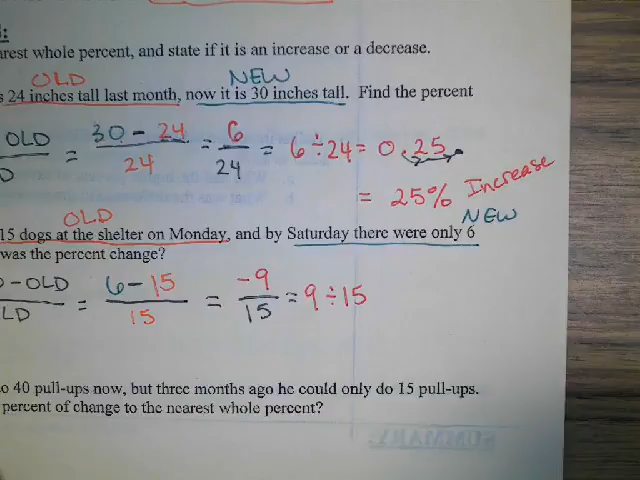 arest whole percent, and state if it is an increase or a decrease.
OLD NEW
s 24 inches tall last month, now it is 30 inches tall. Find the percent
OLD = 30 - 24 / 24 = 6 / 24 = 6 ÷ 24 = 0.25
= 25% Increase
OLD NEW
15 dogs at the shelter on Monday, and by Saturday there were only 6
was the percent change?
- OLD / LD = 6 - 15 / 15 = -9 / 15 = 9 ÷ 15
o 40 pull-ups now, but three months ago he could only do 15 pull-ups.
percent of change to the nearest whole percent?